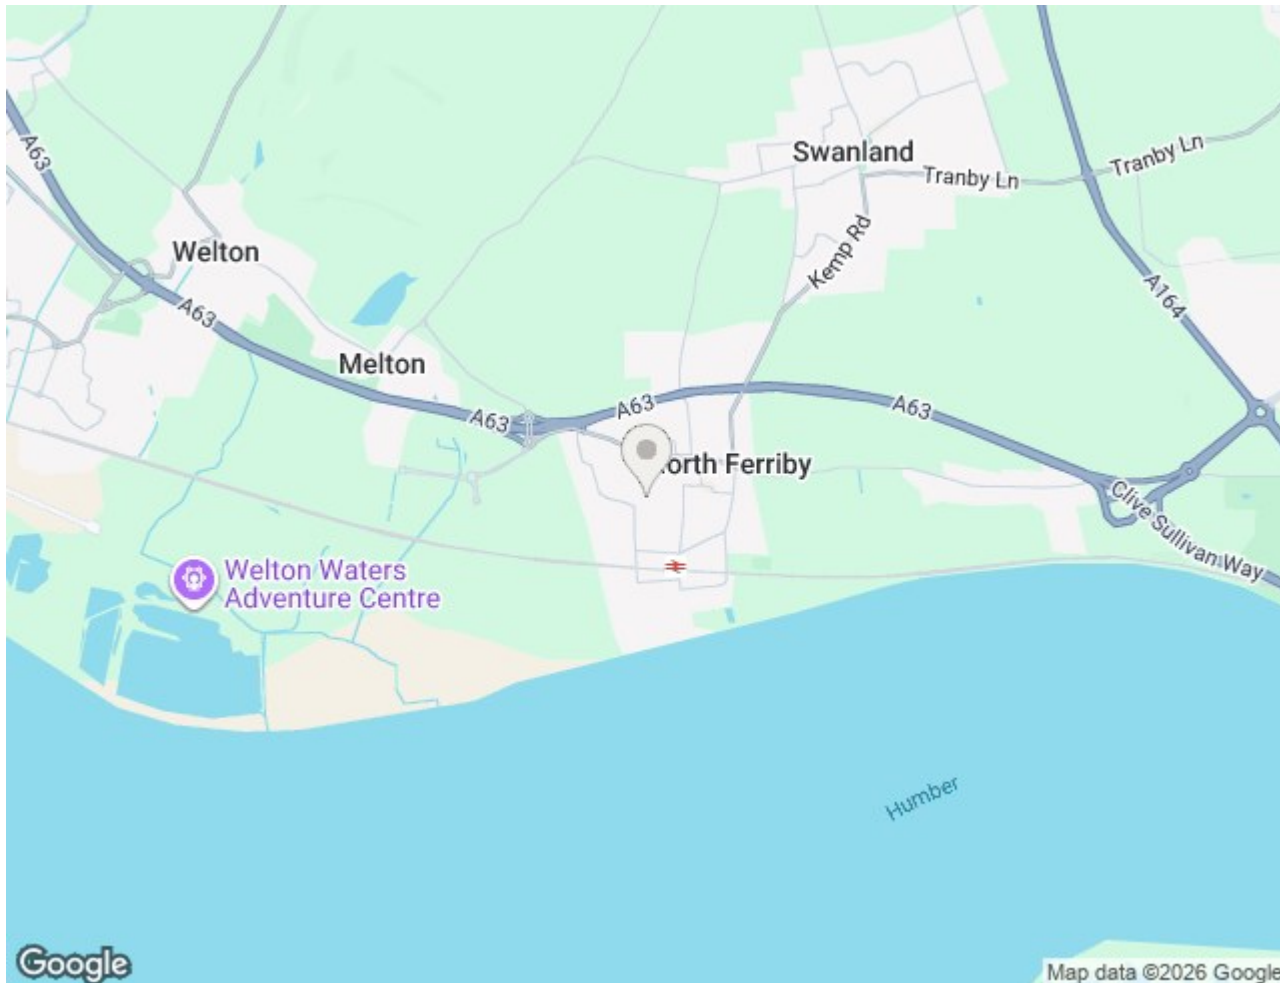 Swanland
Tranby Ln
Tranby Ln
A63
Kemp Rd
Welton
A164
A63
Melton
A63
A63
A63
orth Ferriby
Clive Sullivan Way
Welton Waters
Adventure Centre
Humber
Google
Map data ©2026 Google